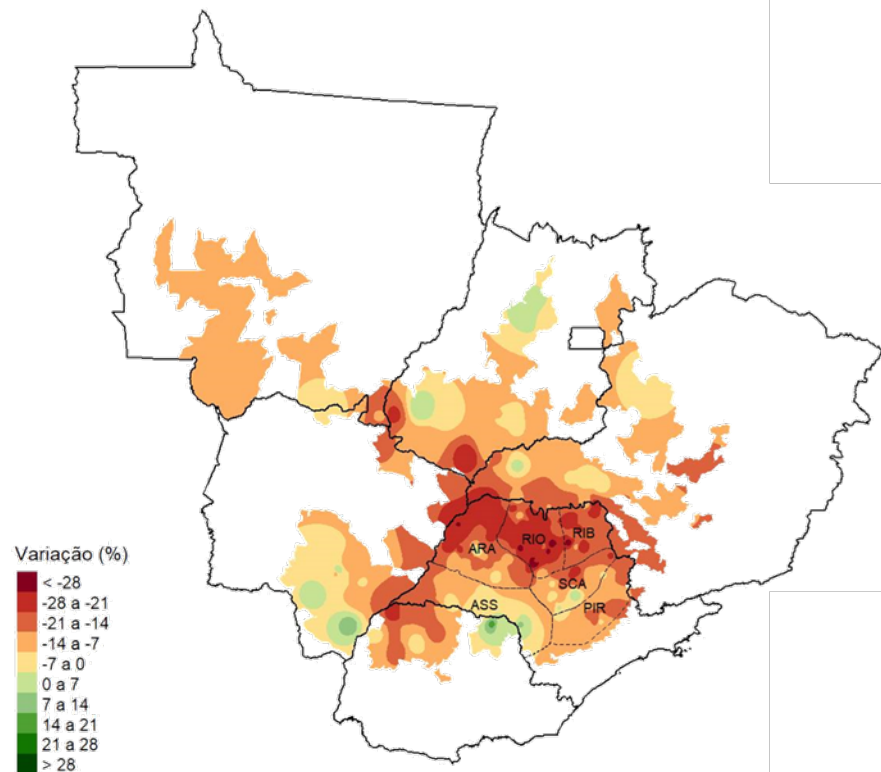 ARA
RIO
RIB
SCA
ASS
PIR
Variação (%)
< -28
-28 a -21
-21 a -14
-14 a -7
-7 a 0
0 a 7
7 a 14
14 a 21
21 a 28
> 28